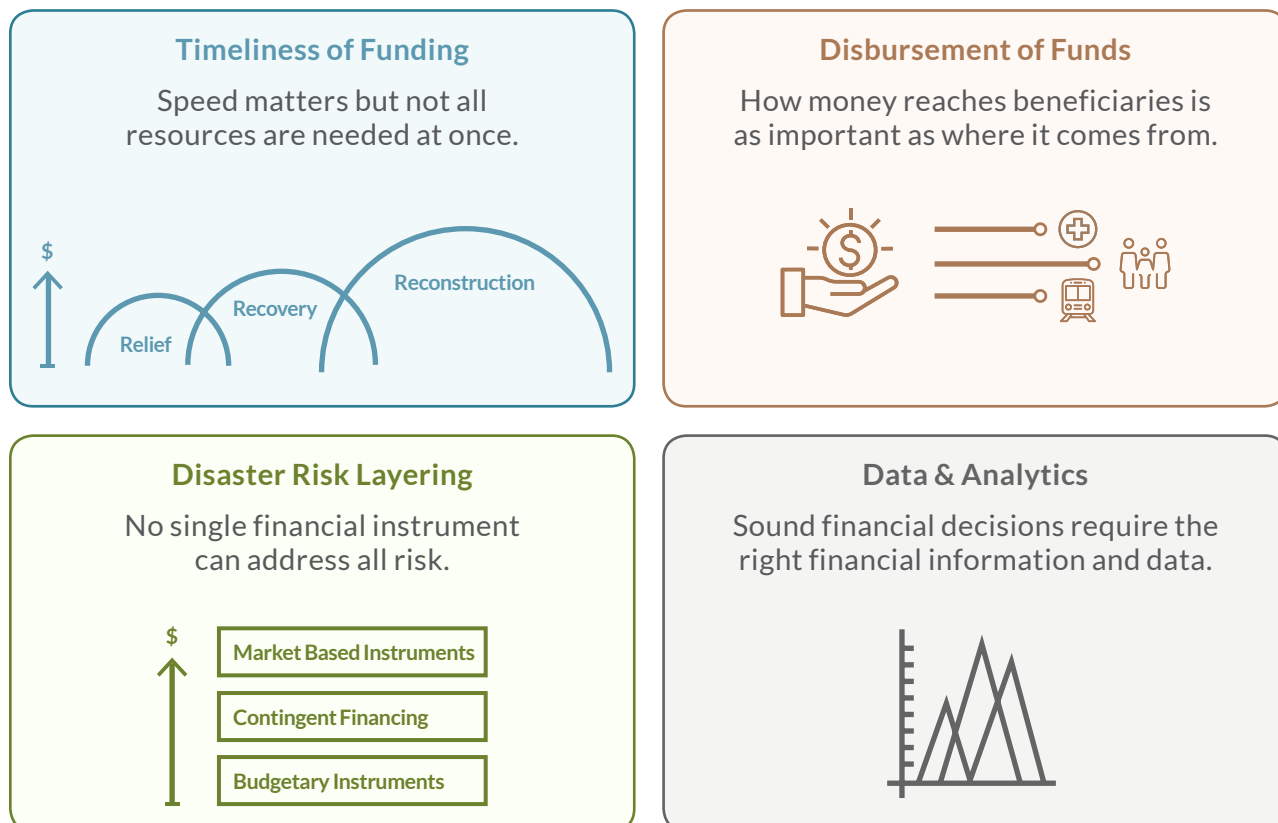 Timeliness of Funding
Speed matters but not all
resources are needed at once.
$
Relief
Recovery
Reconstruction
Disbursement of Funds
How money reaches beneficiaries is
as important as where it comes from.
$
Disaster Risk Layering
No single financial instrument
can address all risk.
$
Market Based Instruments
Contingent Financing
Budgetary Instruments
Data & Analytics
Sound financial decisions require the
right financial information and data.